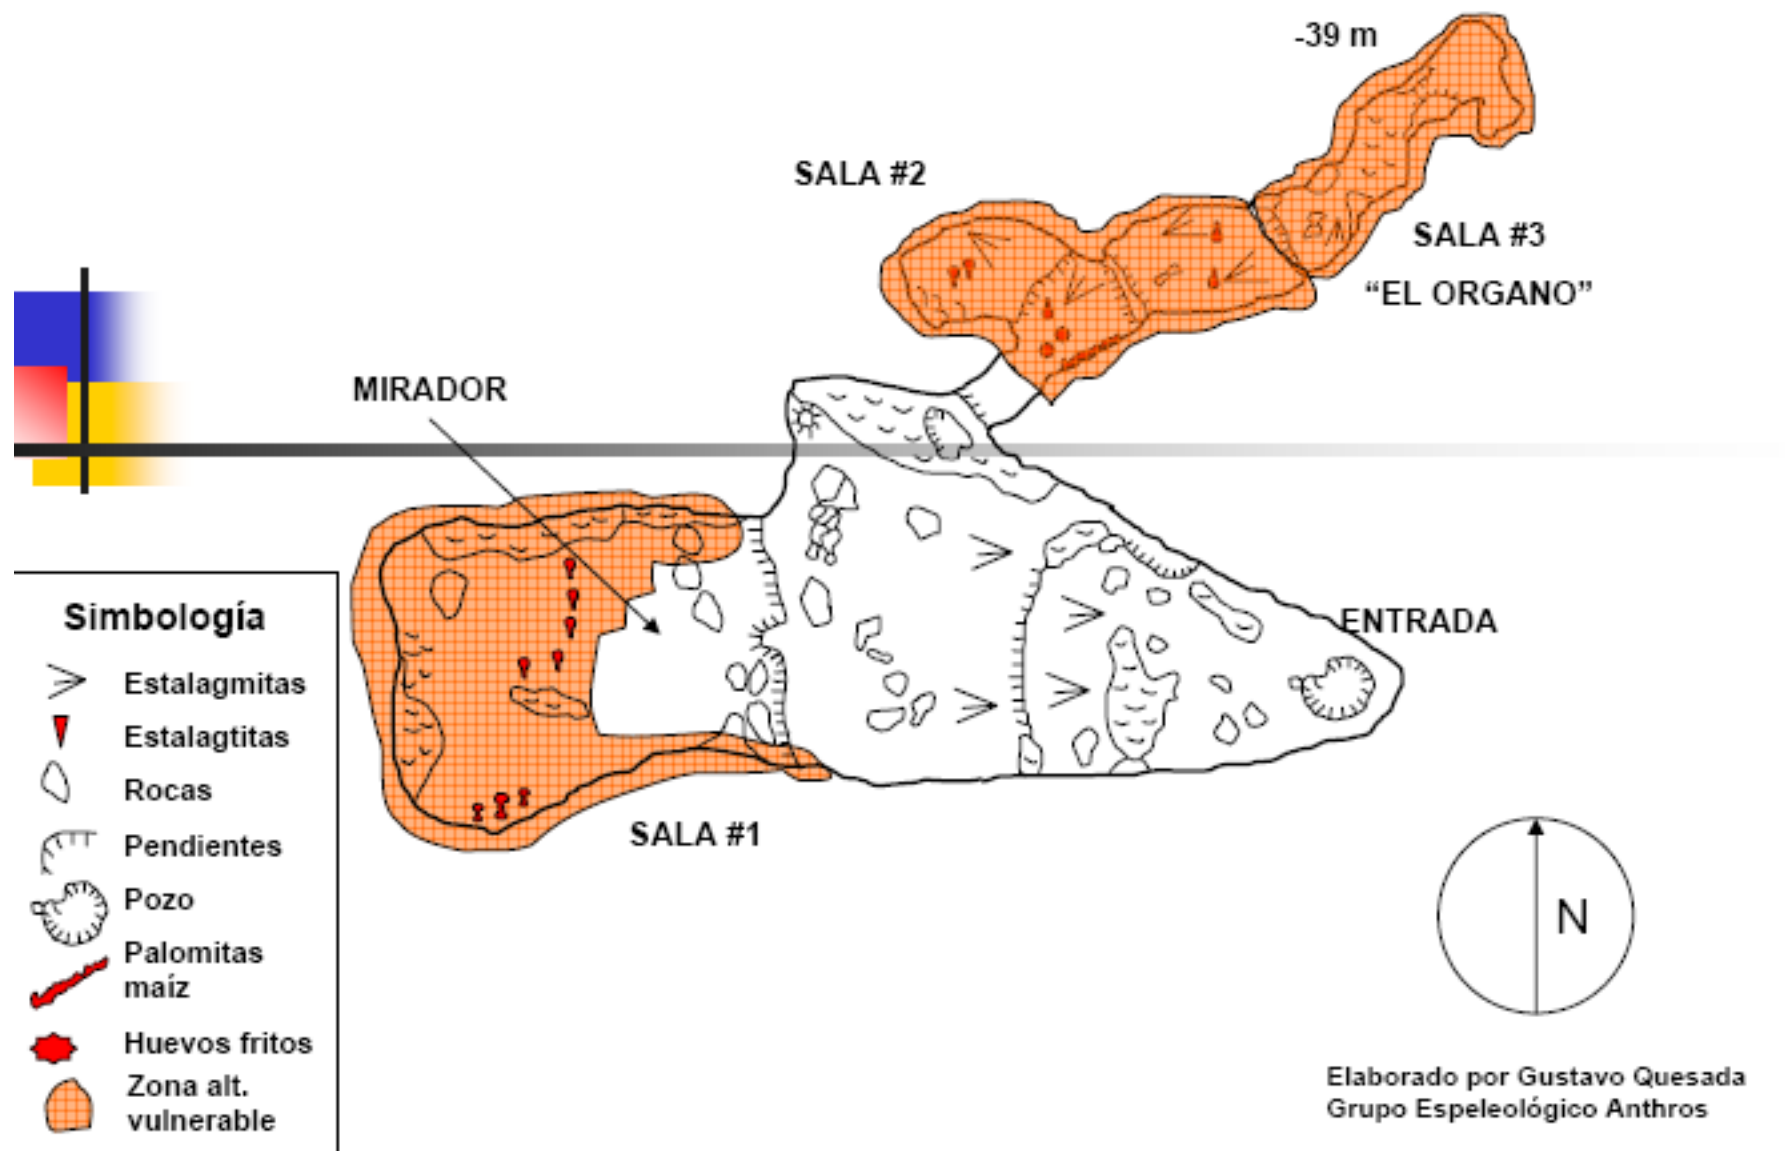 -39 m
SALA #2
SALA #3
“EL ORGANO”
MIRADOR
ENTRADA
SALA #1
Simbología
Estalagmitas
Estalagtitas
Rocas
Pendientes
Pozo
Palomitas
maíz
Huevos fritos
Zona alt.
vulnerable
N
Elaborado por Gustavo Quesada
Grupo Espeleológico Anthros